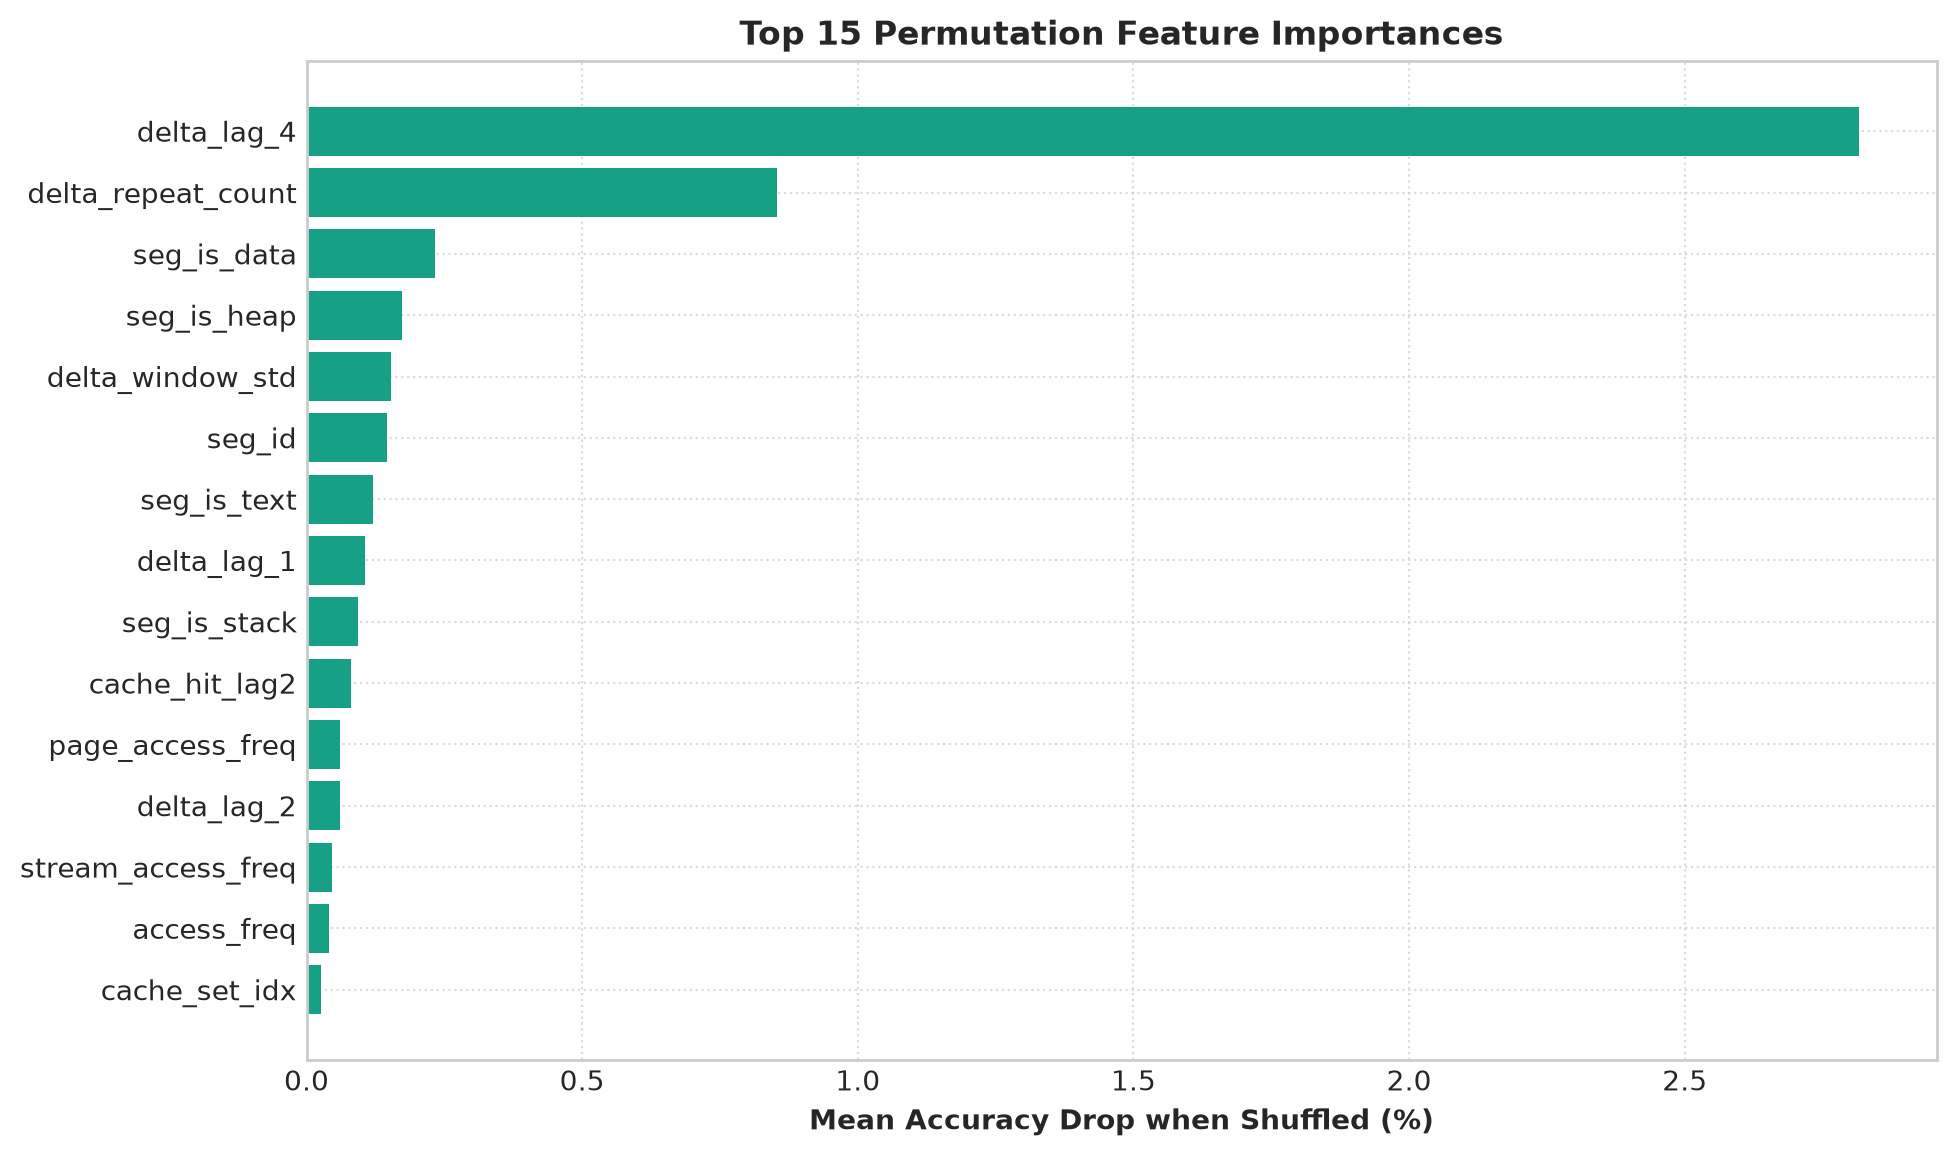 Top 15 Permutation Feature Importances
delta_lag_4
delta_repeat_count
seg_is_data
seg_is_heap
delta_window_std
seg_id
seg_is_text
delta_lag_1
seg_is_stack
cache_hit_lag2
page_access_freq
delta_lag_2
stream_access_freq
access_freq
cache_set_idx
0.0 0.5 1.0 1.5 2.0 2.5
Mean Accuracy Drop when Shuffled (%)